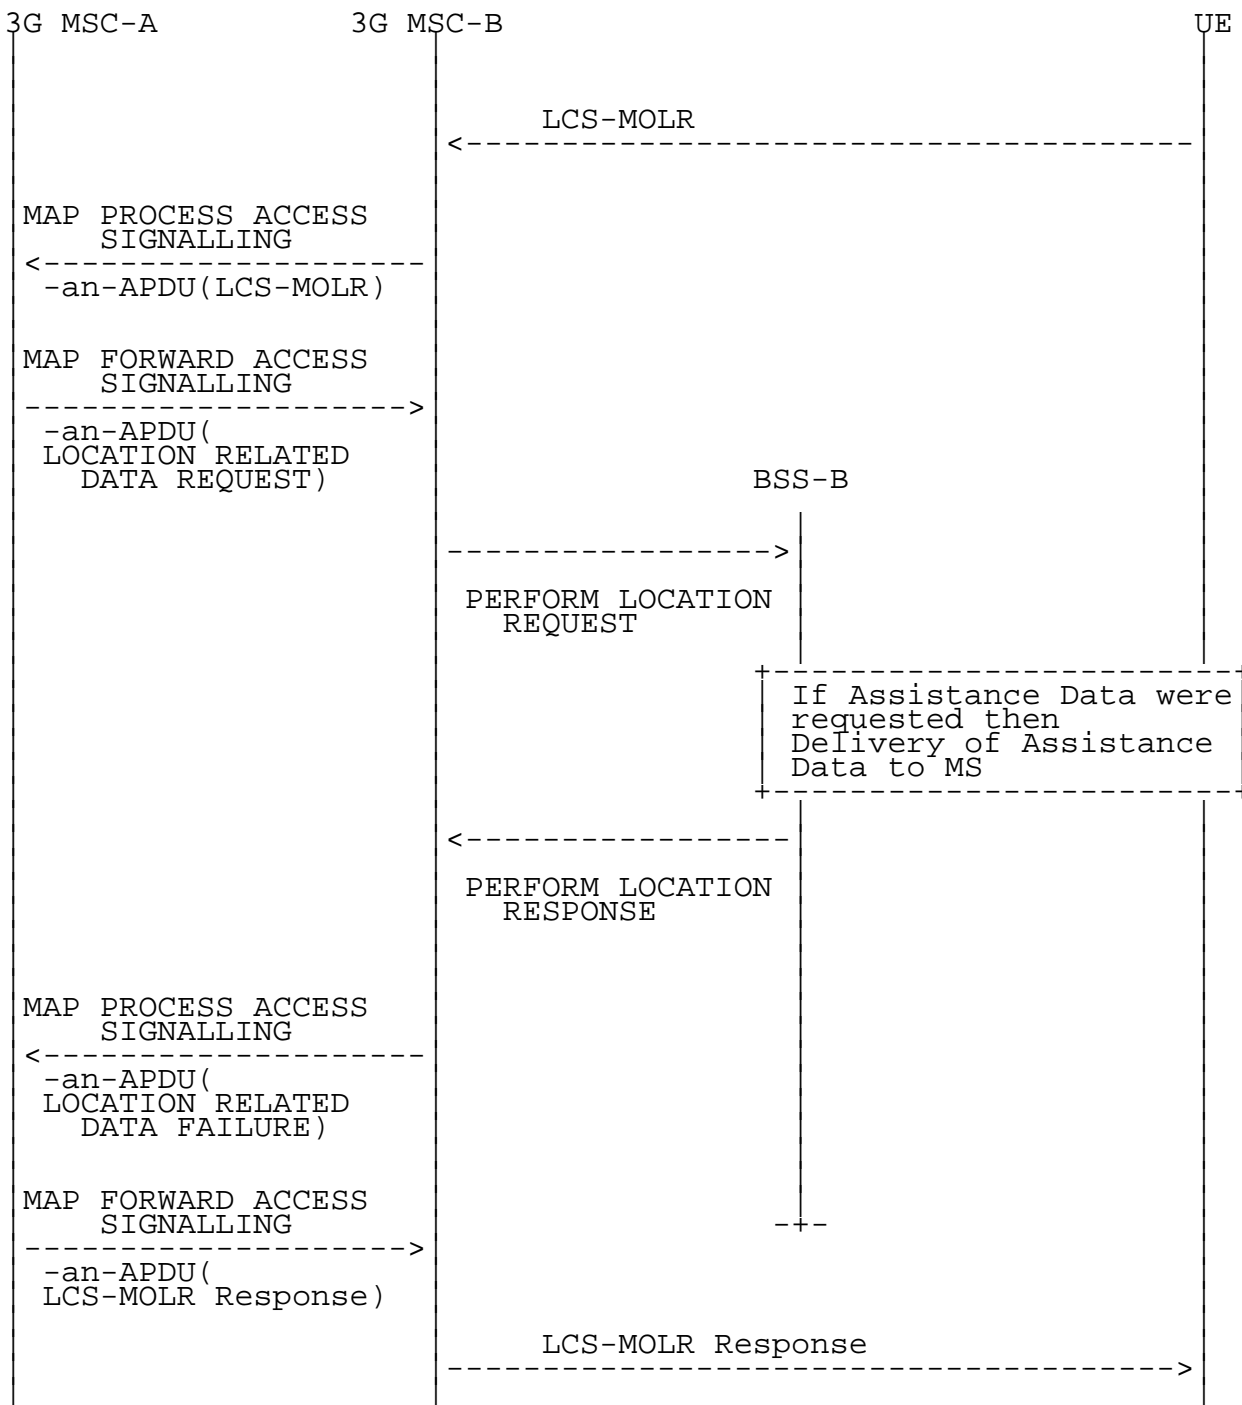 3G MSC-A 3G MSC-B UE
LCS-MOLR
MAP PROCESS ACCESS
SIGNALLING
-an-APDU(LCS-MOLR)
MAP FORWARD ACCESS
SIGNALLING
-an-APDU(
LOCATION RELATED
DATA REQUEST)
BSS-B
PERFORM LOCATION
REQUEST
If Assistance Data were
requested then
Delivery of Assistance
Data to MS
PERFORM LOCATION
RESPONSE
MAP PROCESS ACCESS
SIGNALLING
-an-APDU(
LOCATION RELATED
DATA FAILURE)
MAP FORWARD ACCESS
SIGNALLING
-an-APDU(
LCS-MOLR Response)
LCS-MOLR Response